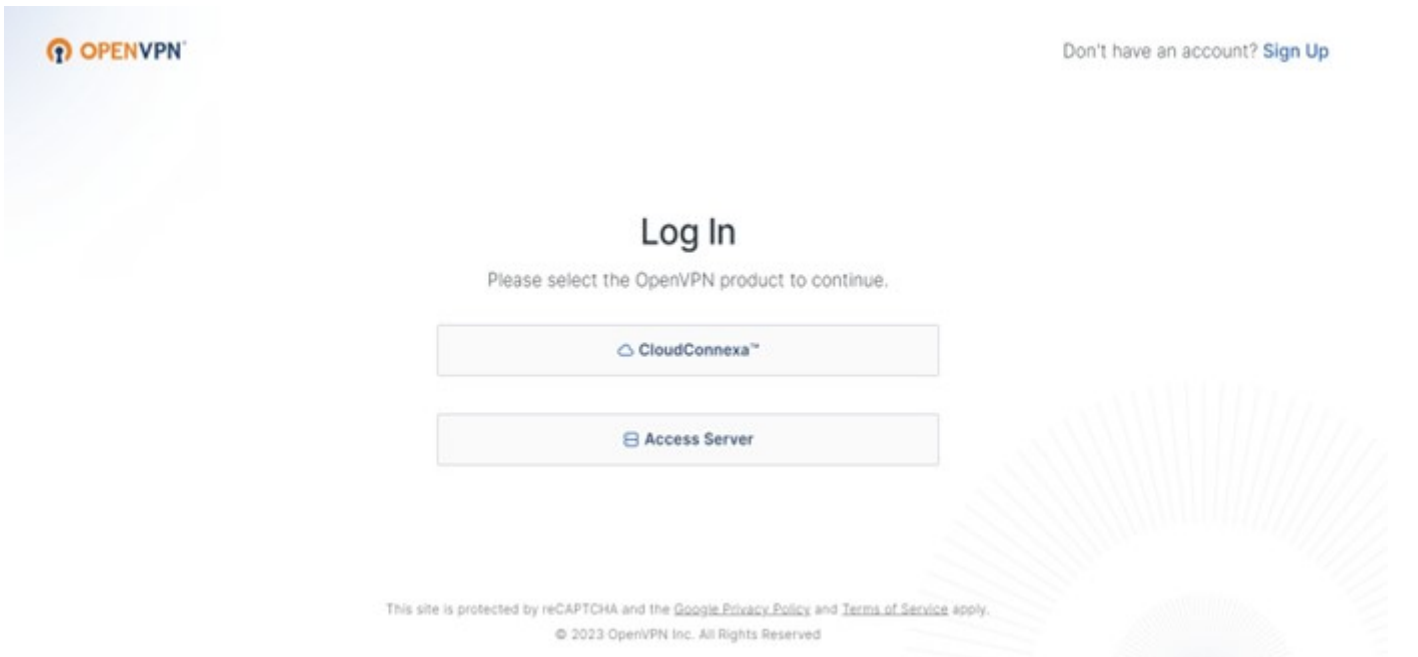 OPENVPN
Don't have an account? Sign Up
Log In
Please select the OpenVPN product to continue.
CloudConnexa™
Access Server
This site is protected by reCAPTCHA and the Google Privacy Policy and Terms of Service apply.
© 2023 OpenVPN Inc. All Rights Reserved